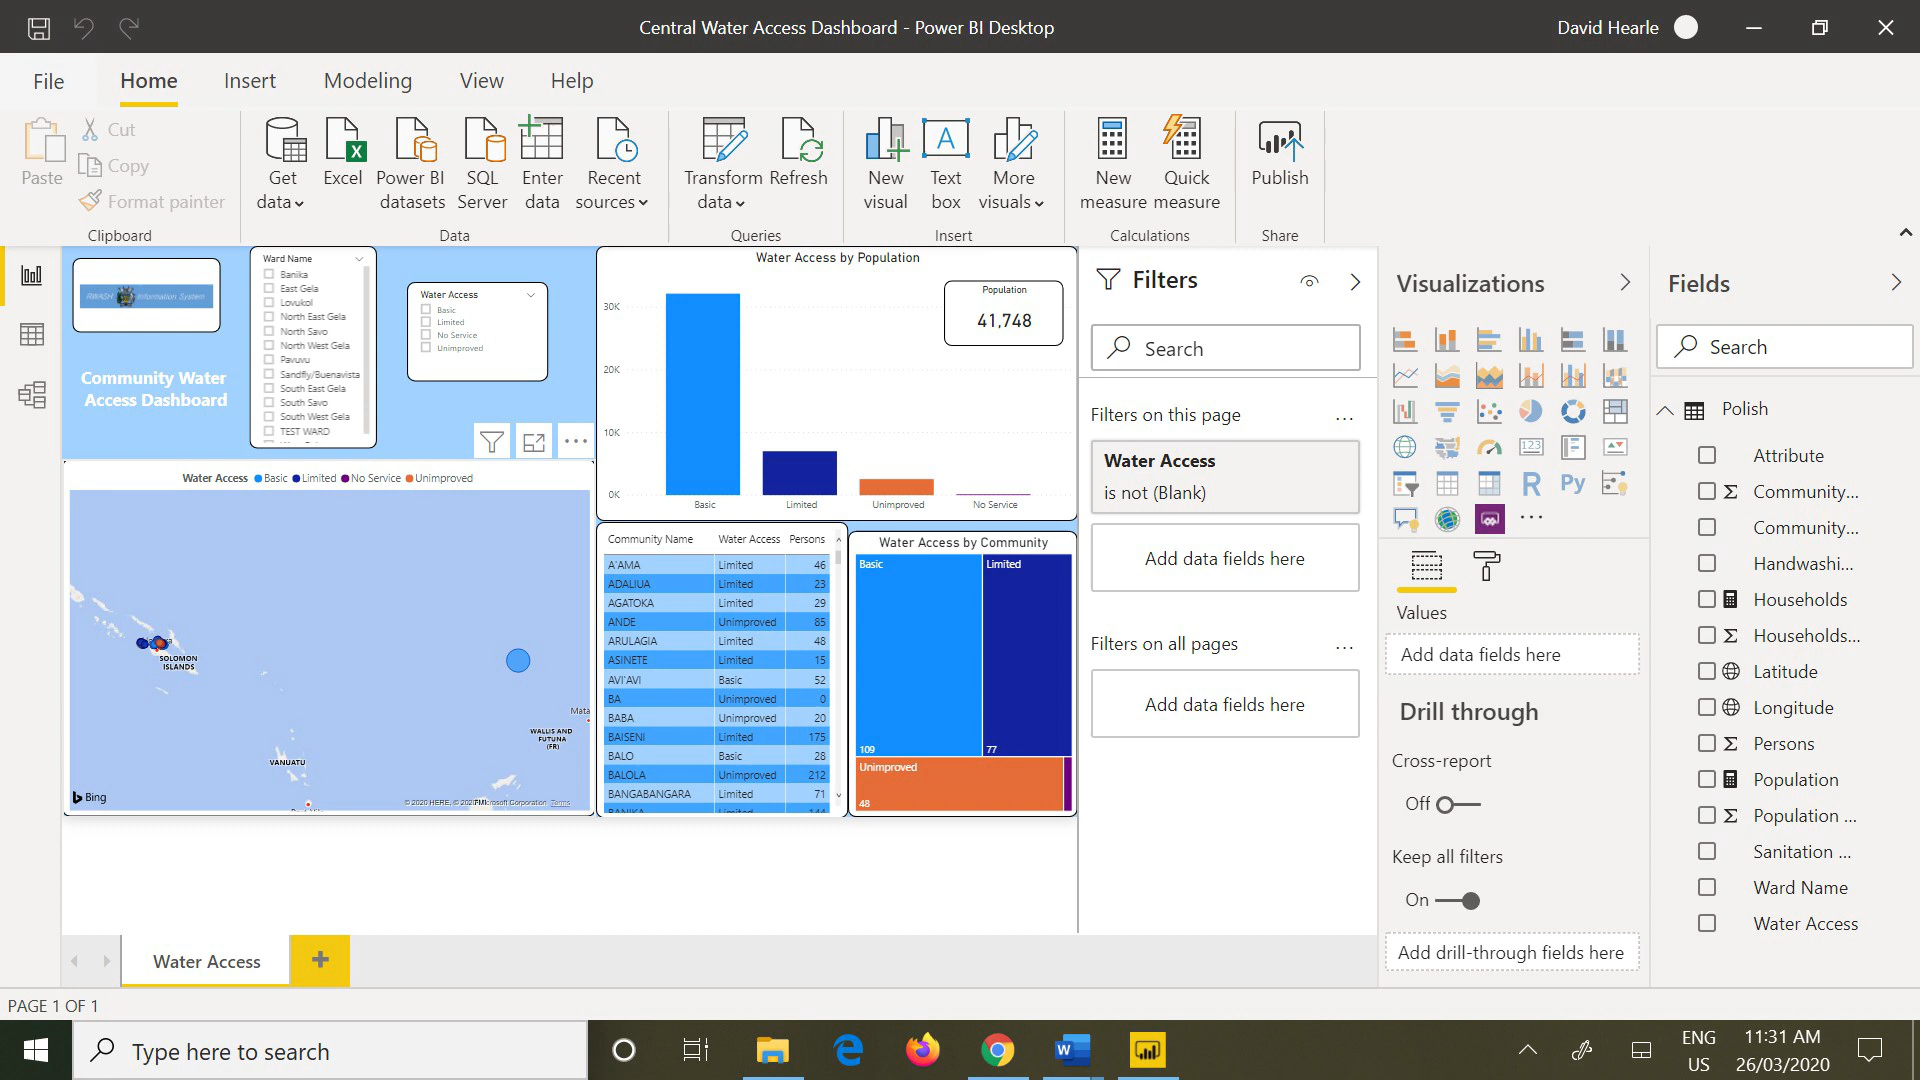 Central Water Access Dashboard - Power BI Desktop
David Hearle
File
Home
Insert
Modeling
View
Help
Paste
Cut
Copy
Format painter
Clipboard
Get data
Excel
Power BI datasets
SQL Server
Enter data
Recent sources
Data
Transform data
Refresh
Queries
New visual
Text box
More visuals
Insert
New measure
Quick measure
Calculations
Publish
Share
RWASH Information System
Community Water
Access Dashboard
Ward Name
Banika
East Gela
Lovukol
North East Gela
North Savo
North West Gela
Pavuvu
Sandfly/Buenavista
South East Gela
South Savo
South West Gela
TEST WARD
Water Access
Basic
Limited
No Service
Unimproved
Water Access by Population
30K
20K
10K
0K
Basic
Limited
Unimproved
No Service
Population
41,748
Water Access Basic Limited No Service Unimproved
SOLOMON
ISLANDS
VANUATU
Mata
WALLIS AND
FUTUNA
(FR)
Bing
Terms
Community Name Water Access Persons
A'AMA Limited 46
ADALIUA Limited 23
AGATOKA Limited 29
ANDE Unimproved 85
ARULAGIA Limited 48
ASINETE Limited 15
AVI'AVI Basic 52
BA Unimproved 0
BABA Unimproved 20
BAISENI Limited 175
BALO Basic 28
BALOLA Unimproved 212
BANGABANGARA Limited 71
BANIKA Limited 144
Water Access by Community
Basic
109
Limited
77
Unimproved
48
Filters
Search
Filters on this page
...
Water Access
is not (Blank)
Add data fields here
Filters on all pages
...
Add data fields here
Visualizations
R
Py
123
...
Values
Add data fields here
Drill through
Cross-report
Off
Keep all filters
On
Add drill-through fields here
Fields
Search
Polish
Attribute
Σ Community...
Community...
Handwashi...
Households
Σ Households...
Latitude
Longitude
Σ Persons
Population
Σ Population ...
Sanitation ...
Ward Name
Water Access
Water Access
+
PAGE 1 OF 1
Type here to search
ENG
US
11:31 AM
26/03/2020